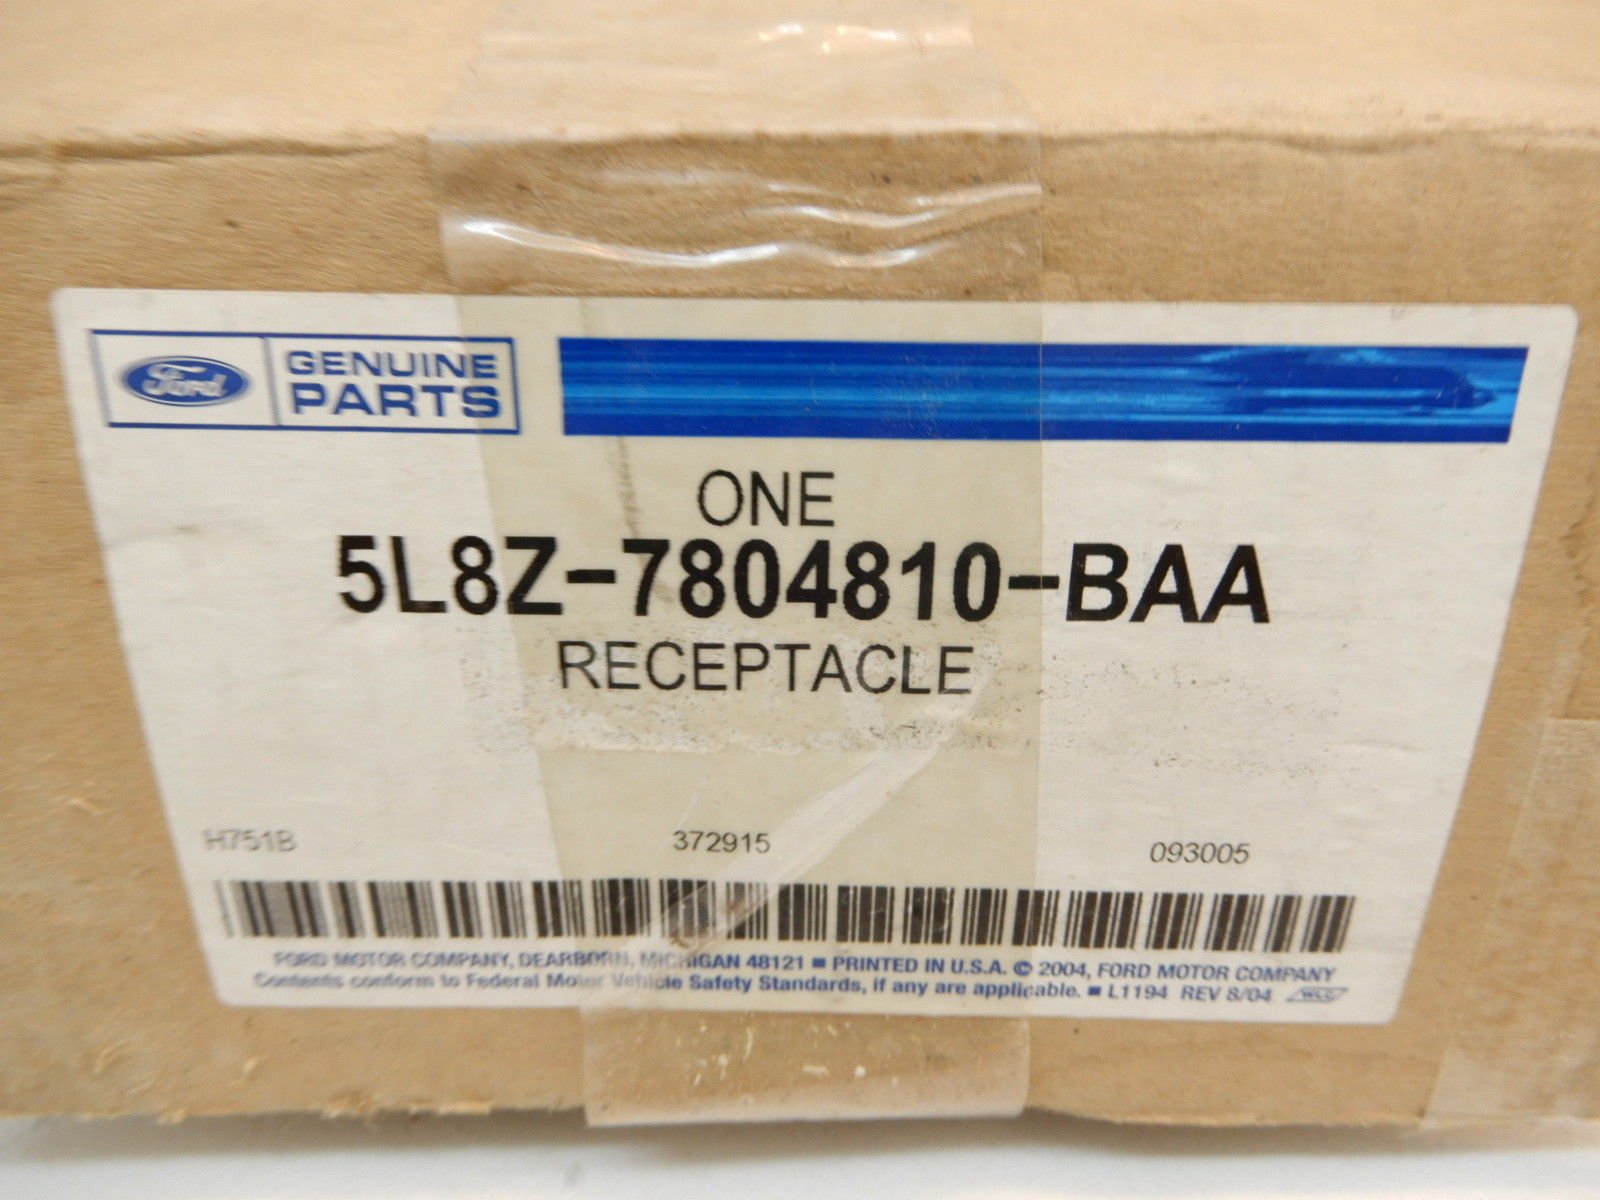 Ford
GENUINE
PARTS
ONE
5L8Z-7804810-BAA
RECEPTACLE
H751B 372915 093005
FORD MOTOR COMPANY, DEARBORN, MICHIGAN 48121 ■ PRINTED IN U.S.A. © 2004, FORD MOTOR COMPANY
Contents conform to Federal Motor Vehicle Safety Standards, if any are applicable. ■ L1194 REV 8/04 WLC